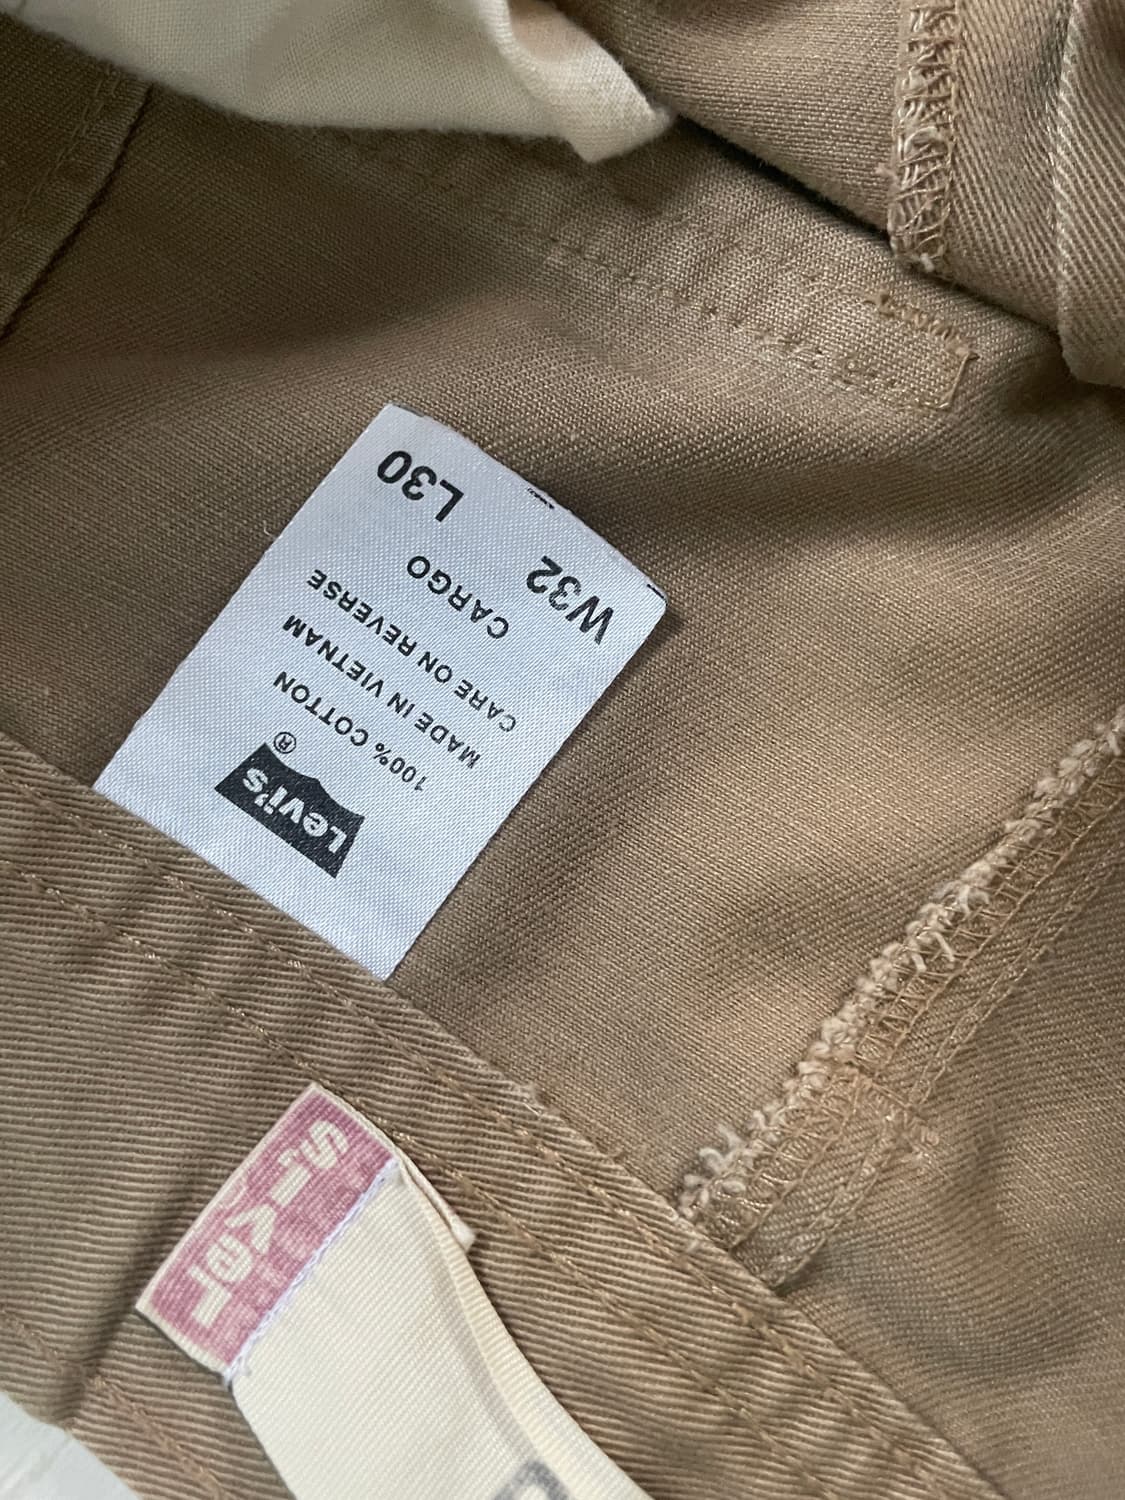 Levi's®
100% COTTON
MADE IN VIETNAM
CARE ON REVERSE
CARGO
W32 L30
Levi's